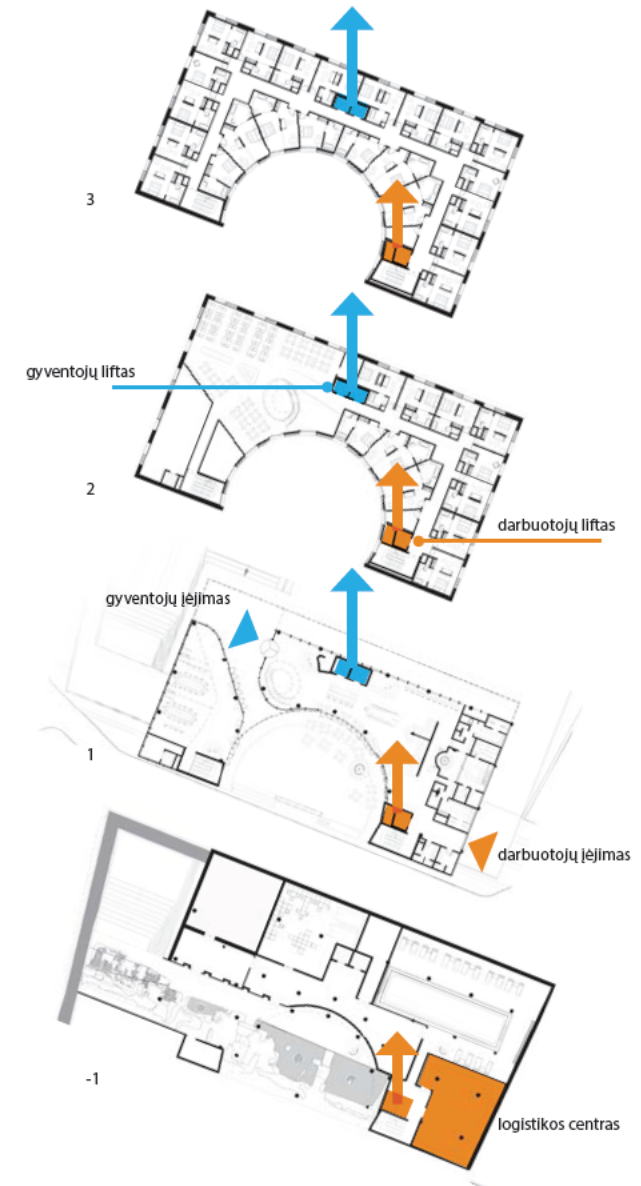 3
gyventojų liftas
2
darbuotojų liftas
gyventojų įėjimas
1
darbuotojų įėjimas
-1
logistikos centras